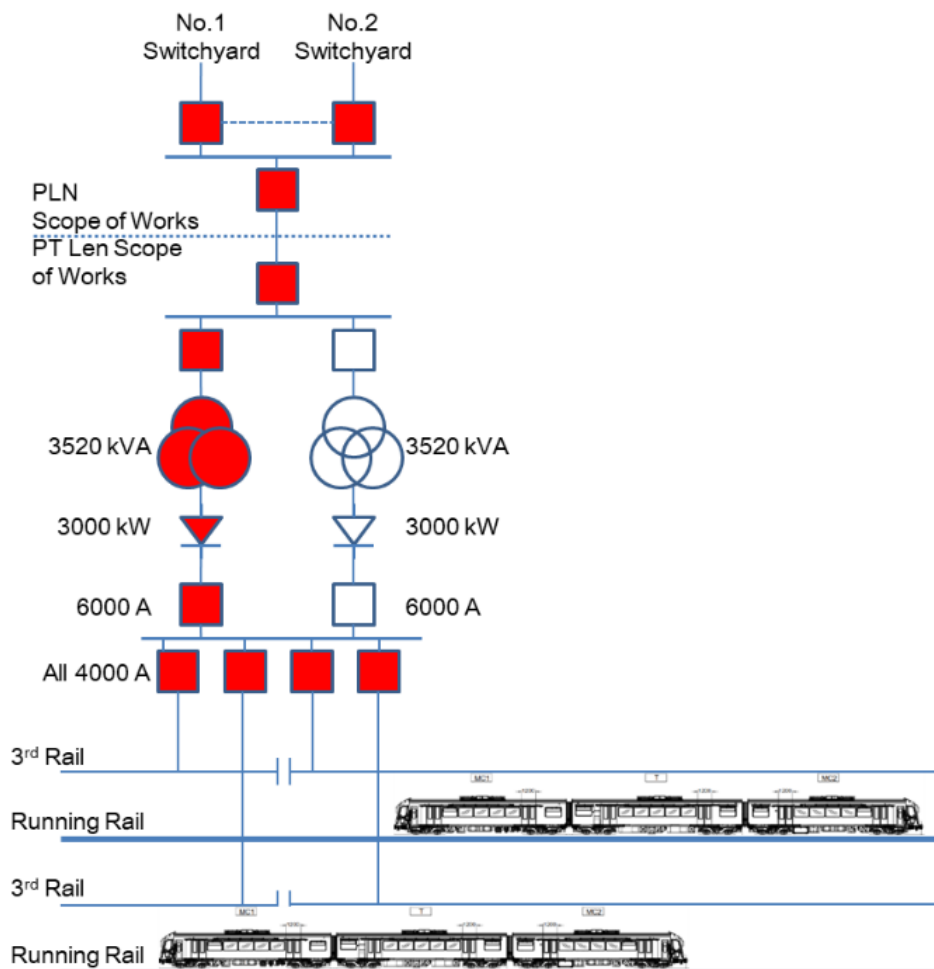 No.1
Switchyard
No.2
Switchyard
PLN
Scope of Works
PT Len Scope
of Works
3520 kVA
3520 kVA
3000 kW
3000 kW
6000 A
6000 A
All 4000 A
3rd Rail
MC1
T
MC2
Running Rail
3rd Rail
MC1
T
MC2
Running Rail